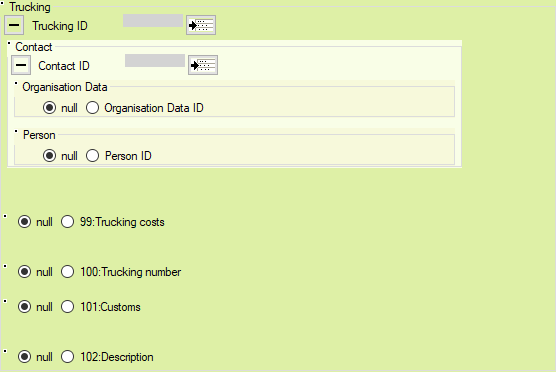 Trucking
Trucking ID
Contact
Contact ID
Organisation Data
null Organisation Data ID
Person
null Person ID
null 99:Trucking costs
null 100:Trucking number
null 101:Customs
null 102:Description